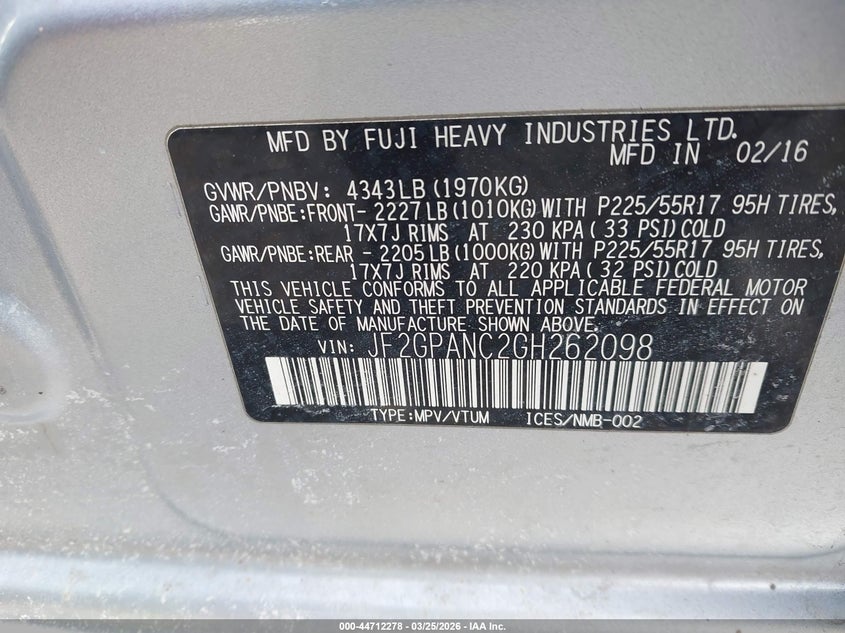 MFD BY FUJI HEAVY INDUSTRIES LTD.
MFD IN 02/16
GVWR/PNBV: 4343LB (1970KG)
GAWR/PNBE:FRONT- 2227LB(1010KG)WITH P225/55R17 95H TIRES,
17X7J RIMS AT 230 KPA( 33 PSI)COLD
GAWR/PNBE:REAR - 2205LB(1000KG)WITH P225/55R17 95H TIRES,
17X7J RIMS AT 220 KPA( 32 PSI)COLD
THIS VEHICLE CONFORMS TO ALL APPLICABLE FEDERAL MOTOR
VEHICLE SAFETY AND THEFT PREVENTION STANDARDS IN EFFECT ON
THE DATE OF MANUFACTURE SHOWN ABOVE.
VIN: JF2GPANC2GH262098
TYPE:MPV/VTUM ICES/NMB-002
000-44712278 - 03/25/2026 - IAA Inc.